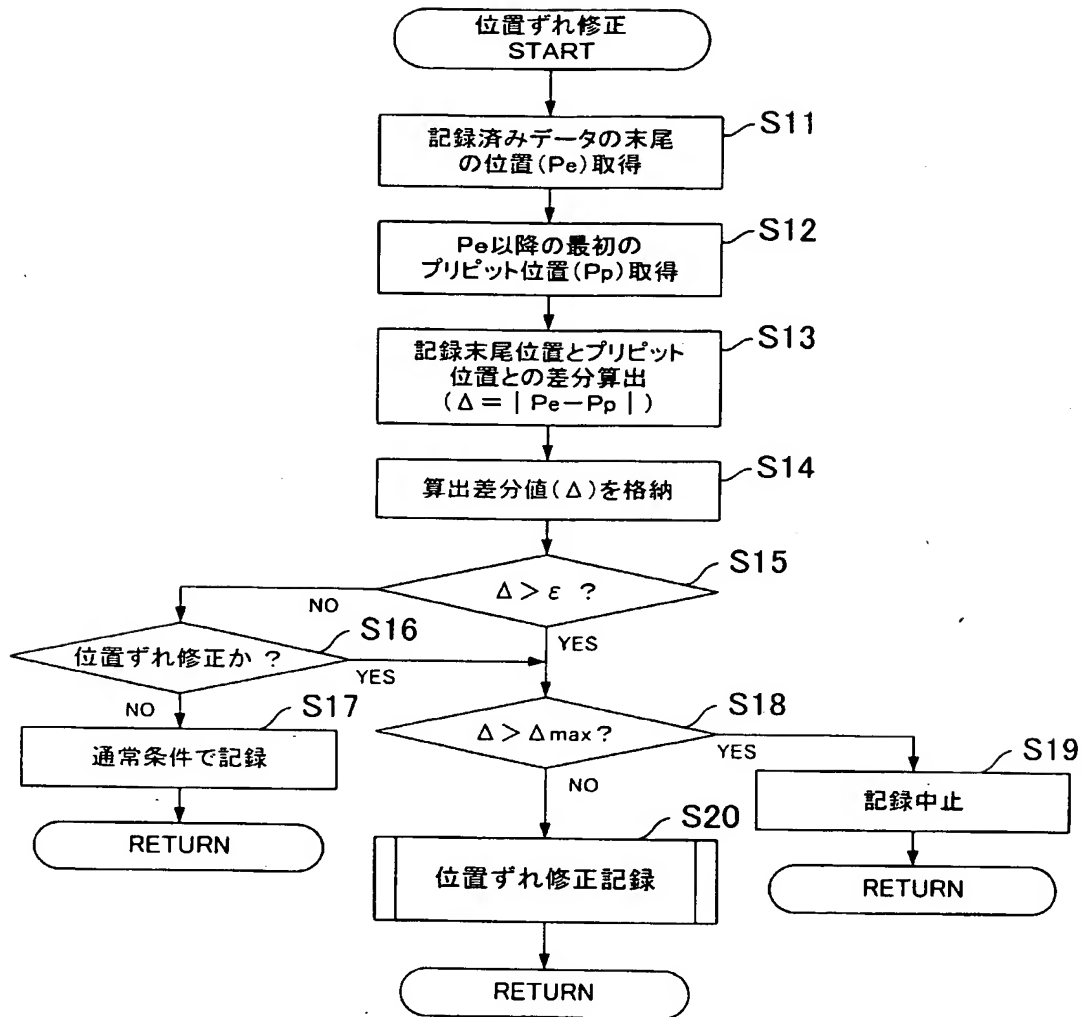 位置ずれ修正
START
S11
記録済みデータの末尾
の位置(Pe)取得
S12
Pe以降の最初の
プリピット位置(Pp)取得
S13
記録末尾位置とプリピット
位置との差分算出
(Δ=|Pe-Pp|)
S14
算出差分値(Δ)を格納
S15
Δ>ε ?
NO
YES
S16
位置ずれ修正か ?
YES
NO
S17
通常条件で記録
RETURN
S18
Δ>Δmax?
YES
NO
S19
記録中止
RETURN
S20
位置ずれ修正記録
RETURN